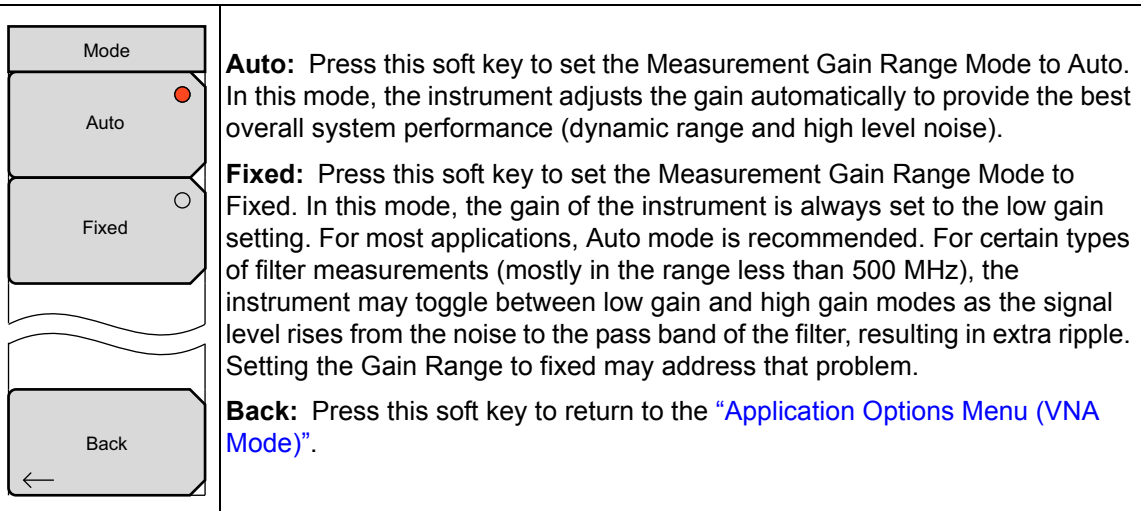 Mode
Auto
Fixed
Back
Auto: Press this soft key to set the Measurement Gain Range Mode to Auto.
In this mode, the instrument adjusts the gain automatically to provide the best
overall system performance (dynamic range and high level noise).
Fixed: Press this soft key to set the Measurement Gain Range Mode to
Fixed. In this mode, the gain of the instrument is always set to the low gain
setting. For most applications, Auto mode is recommended. For certain types
of filter measurements (mostly in the range less than 500 MHz), the
instrument may toggle between low gain and high gain modes as the signal
level rises from the noise to the pass band of the filter, resulting in extra ripple.
Setting the Gain Range to fixed may address that problem.
Back: Press this soft key to return to the “Application Options Menu (VNA
Mode)”.